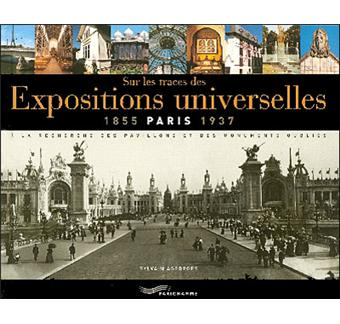 Sur les traces des
Expositions universelles
1855 PARIS 1937
À LA RECHERCHE DES PAVILLONS ET DES MONUMENTS OUBLIÉS
SYLVAIN AGEORGES
PARIGRAMME